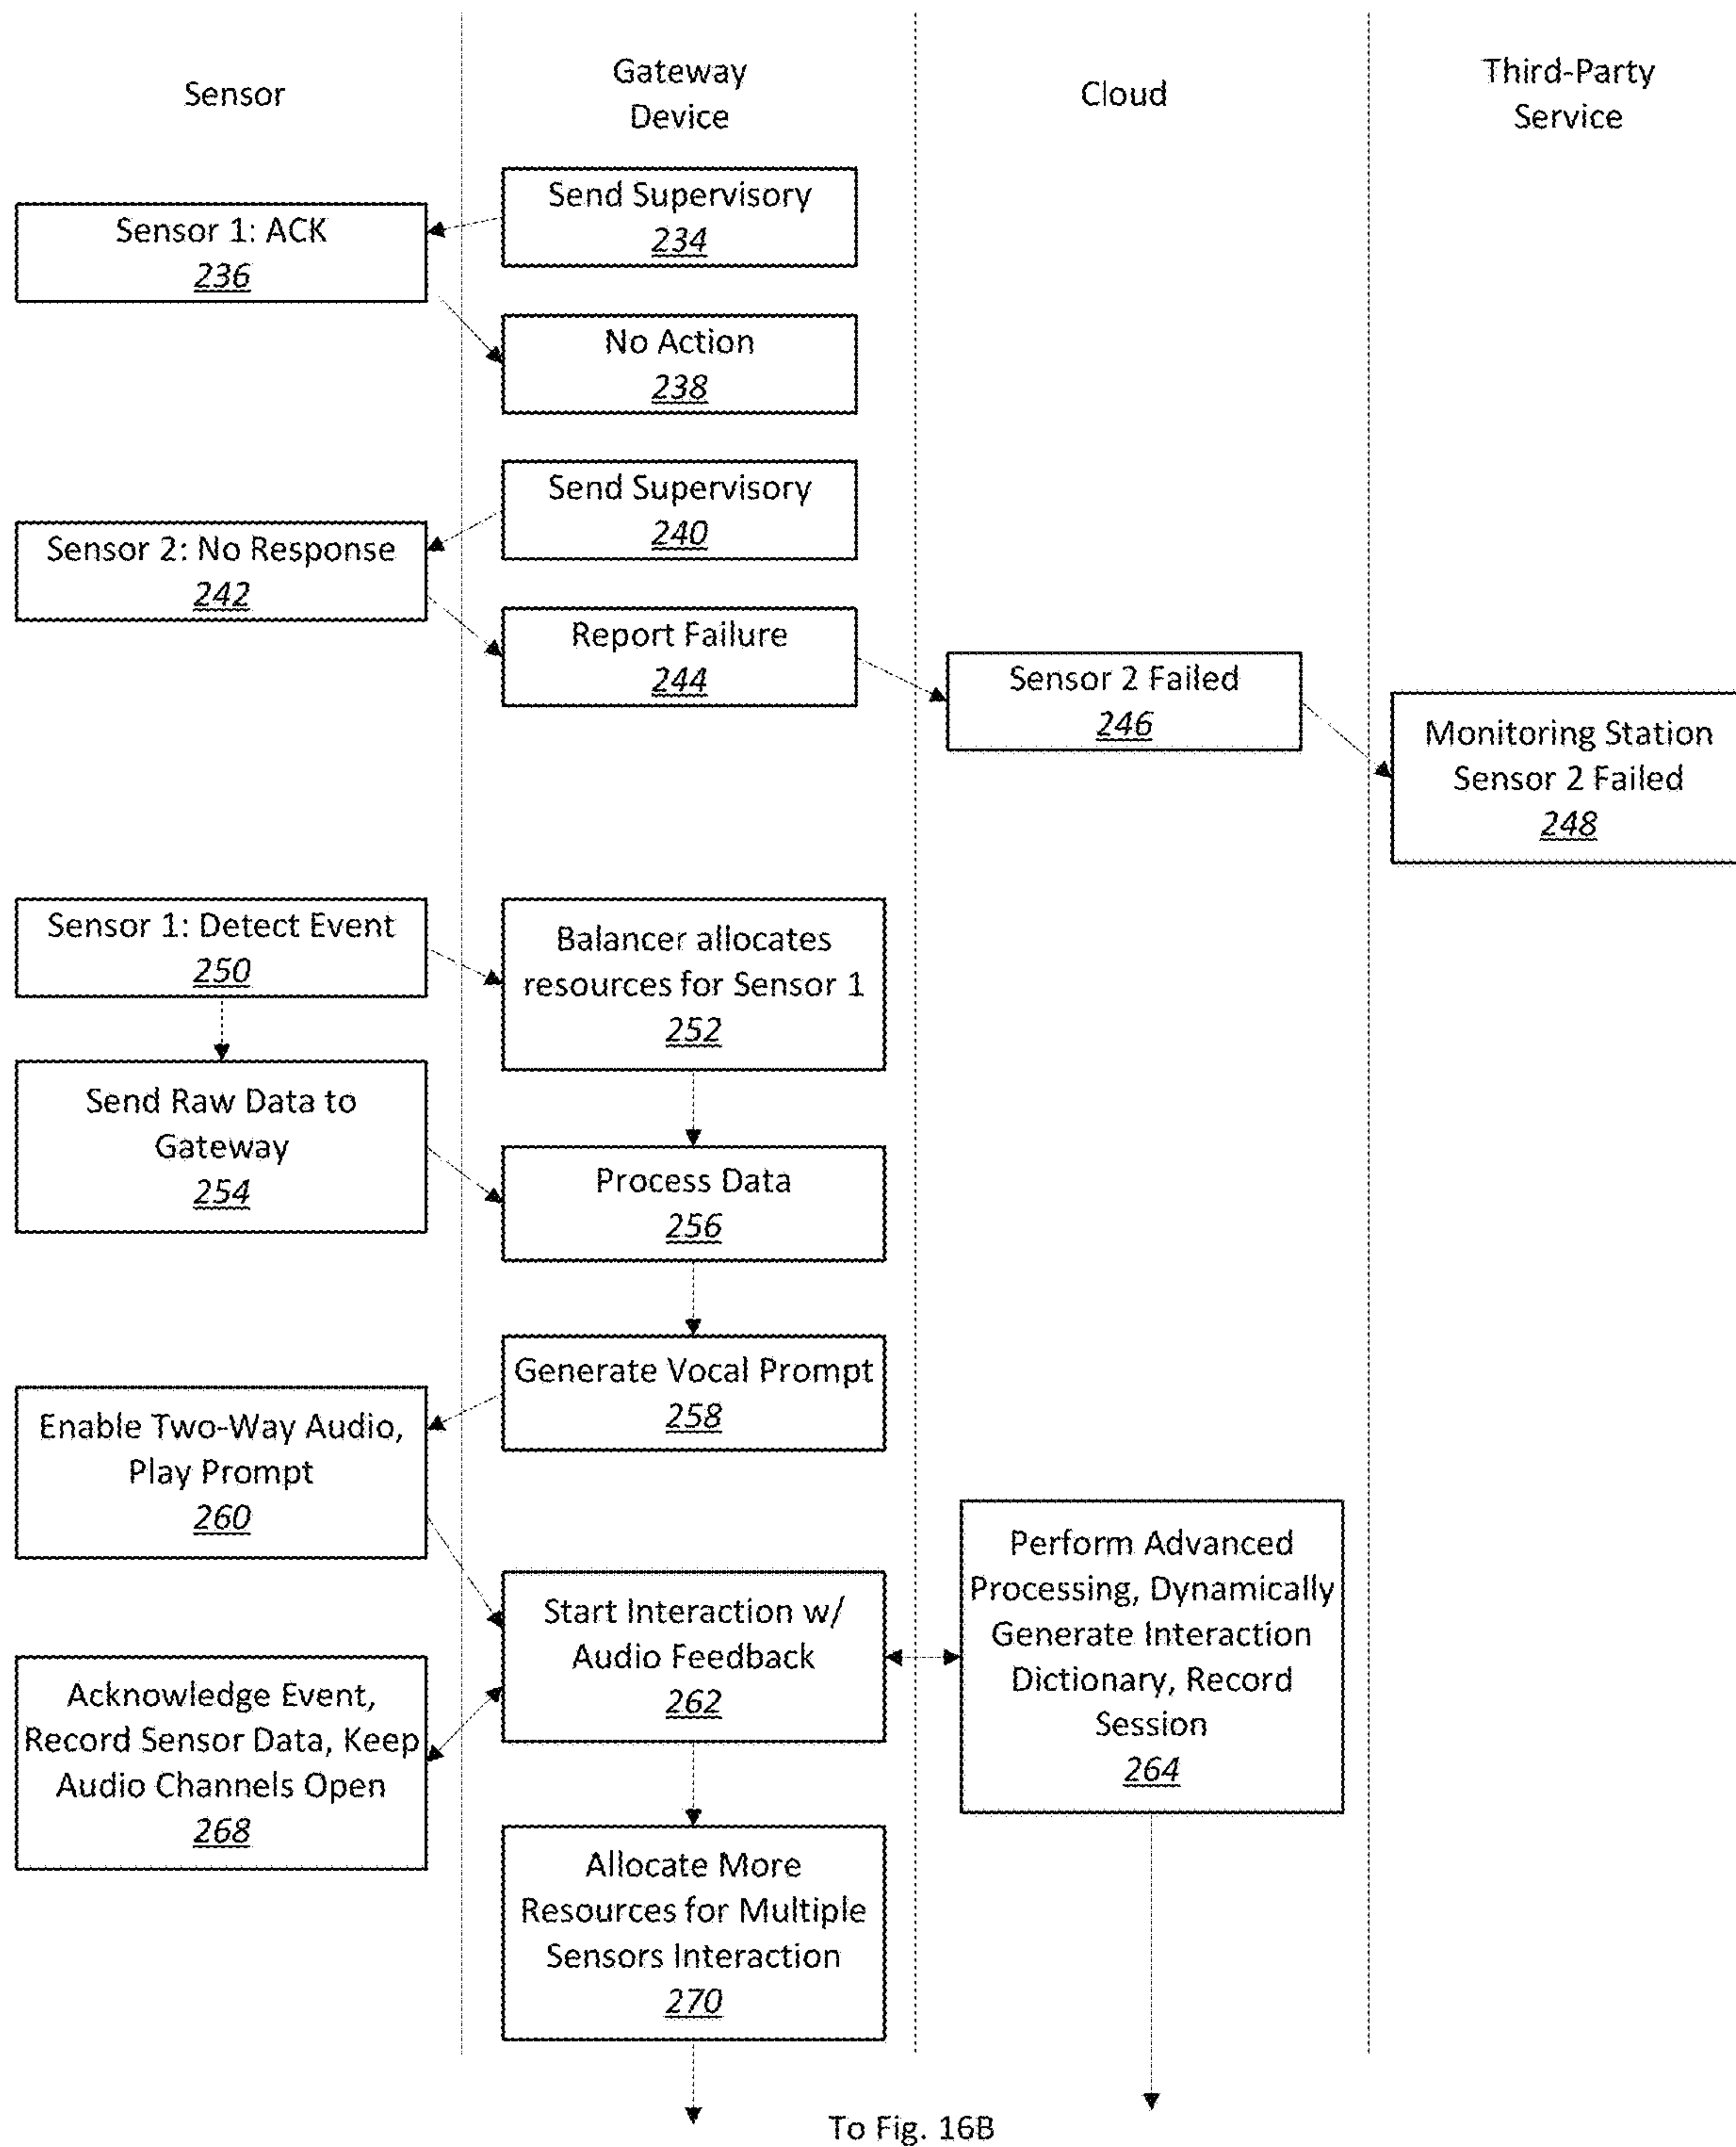 Sensor
Gateway
Device
Cloud
Third-Party
Service
Send Supervisory
234
Sensor 1: ACK
236
No Action
238
Send Supervisory
240
Sensor 2: No Response
242
Report Failure
244
Sensor 2 Failed
246
Monitoring Station
Sensor 2 Failed
248
Sensor 1: Detect Event
250
Balancer allocates
resources for Sensor 1
252
Send Raw Data to
Gateway
254
Process Data
256
Generate Vocal Prompt
258
Enable Two-Way Audio,
Play Prompt
260
Start Interaction w/
Audio Feedback
262
Perform Advanced
Processing, Dynamically
Generate Interaction
Dictionary, Record
Session
264
Acknowledge Event,
Record Sensor Data, Keep
Audio Channels Open
268
Allocate More
Resources for Multiple
Sensors Interaction
270
To Fig. 16B